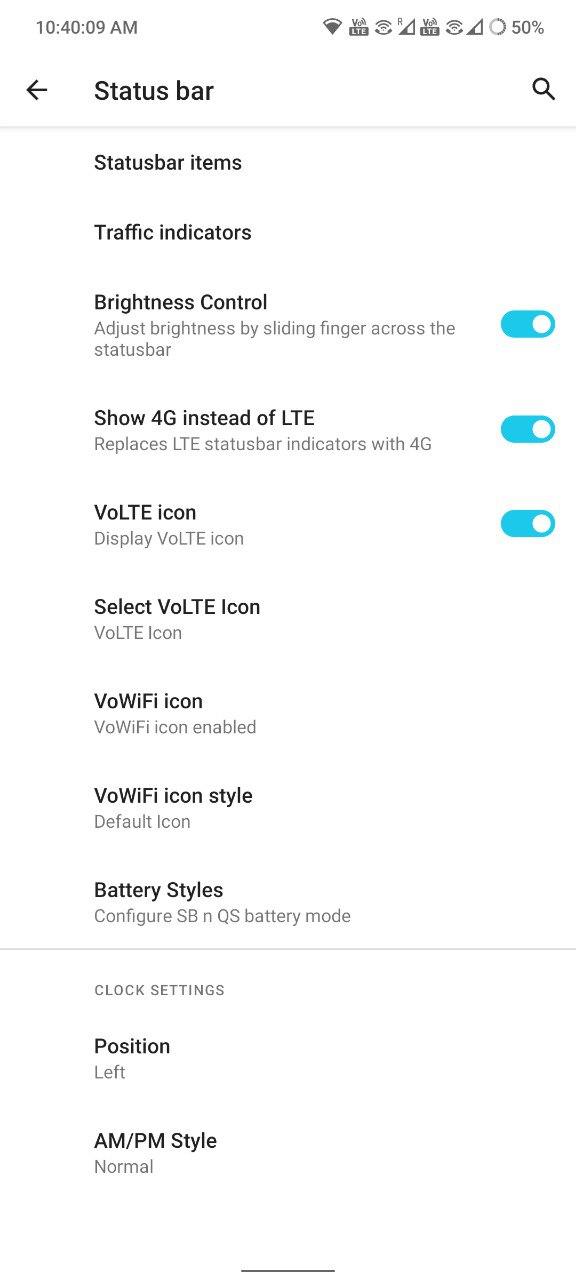 10:40:09 AM Vo LTE R Vo LTE 50%
Status bar
Statusbar items
Traffic indicators
Brightness Control
Adjust brightness by sliding finger across the
statusbar
Show 4G instead of LTE
Replaces LTE statusbar indicators with 4G
VoLTE icon
Display VoLTE icon
Select VoLTE Icon
VoLTE Icon
VoWiFi icon
VoWiFi icon enabled
VoWiFi icon style
Default Icon
Battery Styles
Configure SB n QS battery mode
CLOCK SETTINGS
Position
Left
AM/PM Style
Normal